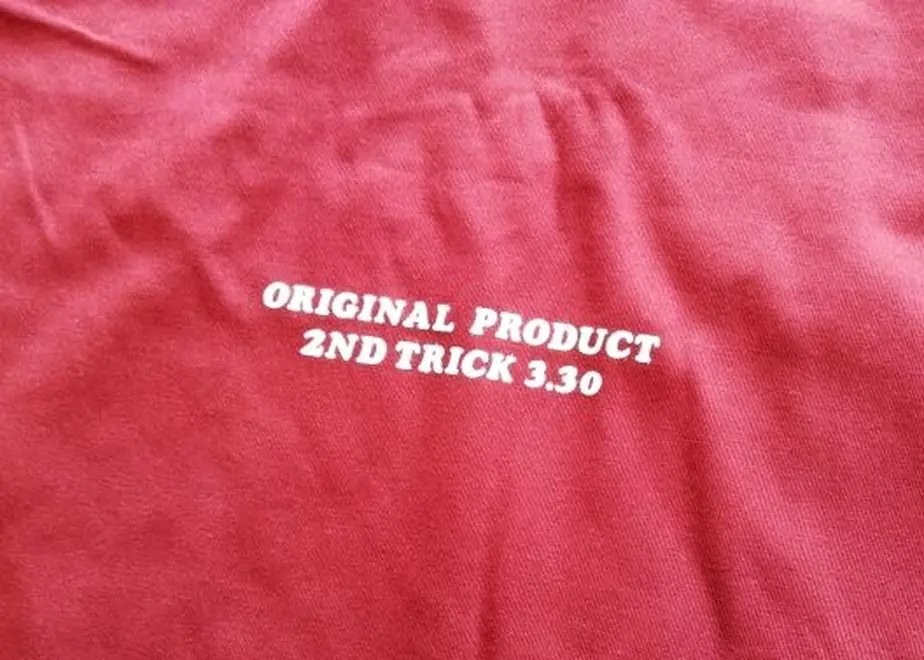 ORIGINAL PRODUCT
2ND TRICK 3.30